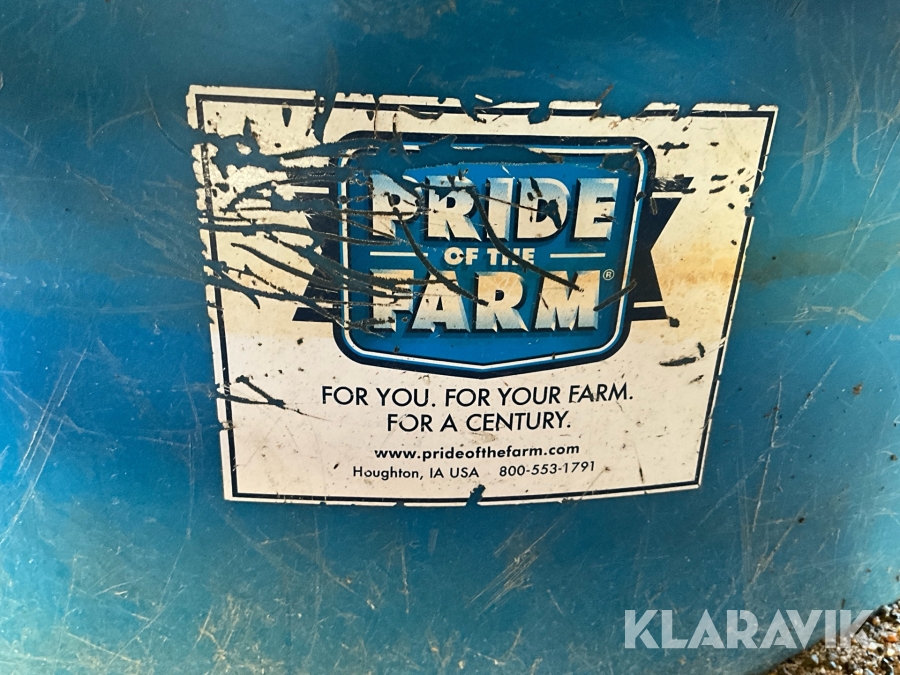 PRIDE
OF THE
FARM®
FOR YOU. FOR YOUR FARM.
FOR A CENTURY.
www.prideofthefarm.com
Houghton, IA USA 800-553-1791
KLARAVIK
KLARAVIK